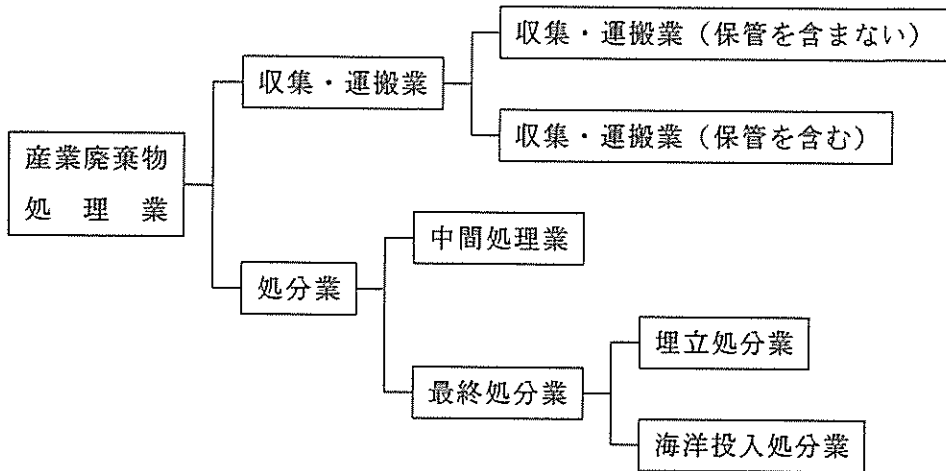 産業廃棄物
処理業
収集・運搬業
収集・運搬業（保管を含まない）
収集・運搬業（保管を含む）
処分業
中間処理業
最終処分業
埋立処分業
海洋投入処分業